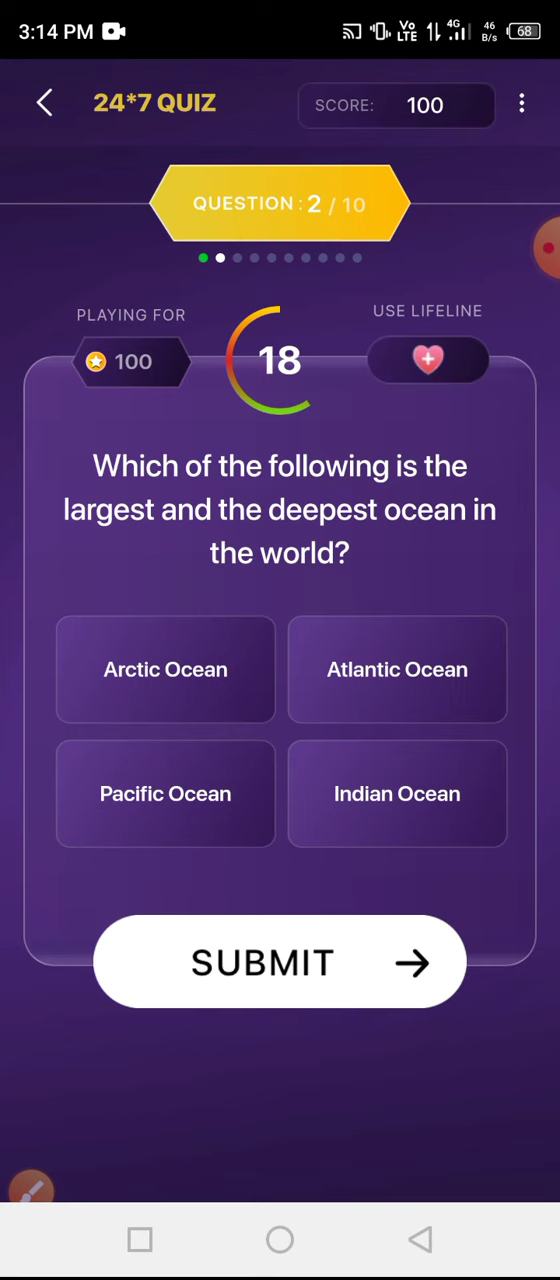 3:14 PM Vo LTE 4G 46 B/s 68
24*7 QUIZ SCORE: 100
QUESTION : 2 / 10
PLAYING FOR USE LIFELINE
100 18
Which of the following is the
largest and the deepest ocean in
the world?
Arctic Ocean Atlantic Ocean
Pacific Ocean Indian Ocean
SUBMIT